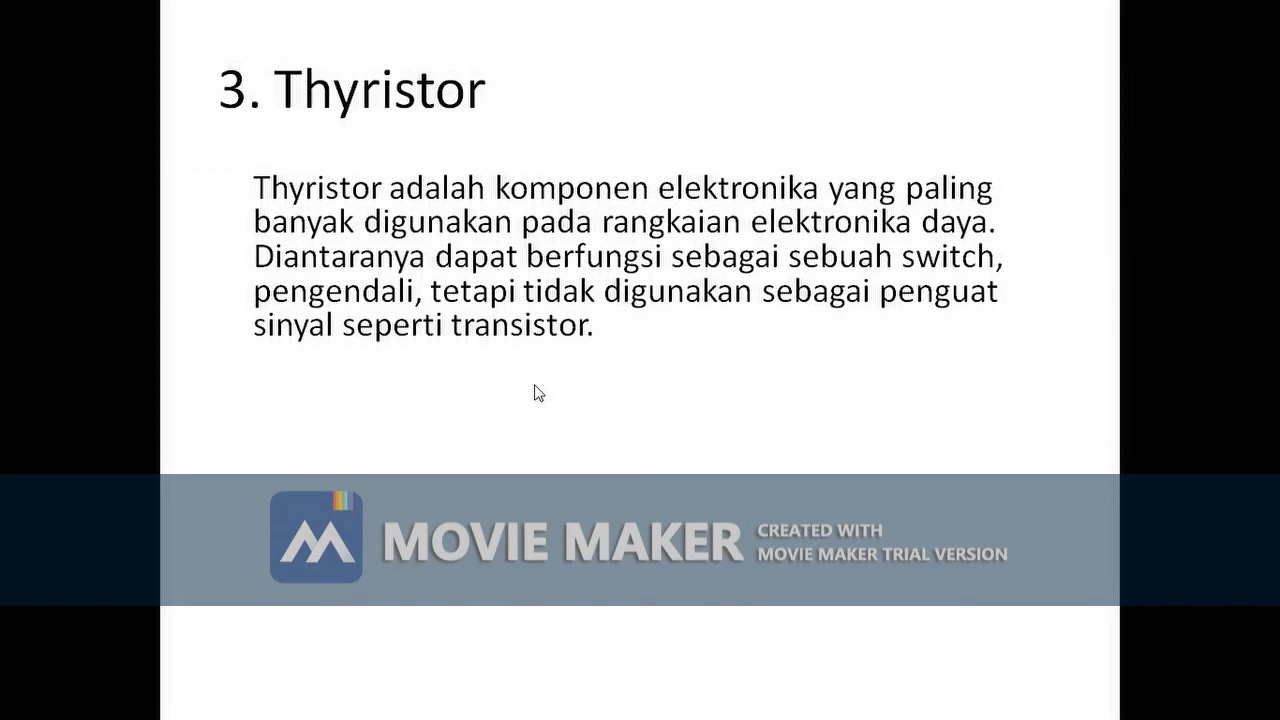 3. Thyristor
Thyristor adalah komponen elektronika yang paling
banyak digunakan pada rangkaian elektronika daya.
Diantaranya dapat berfungsi sebagai sebuah switch,
pengendali, tetapi tidak digunakan sebagai penguat
sinyal seperti transistor.
MOVIE MAKER
CREATED WITH
MOVIE MAKER TRIAL VERSION